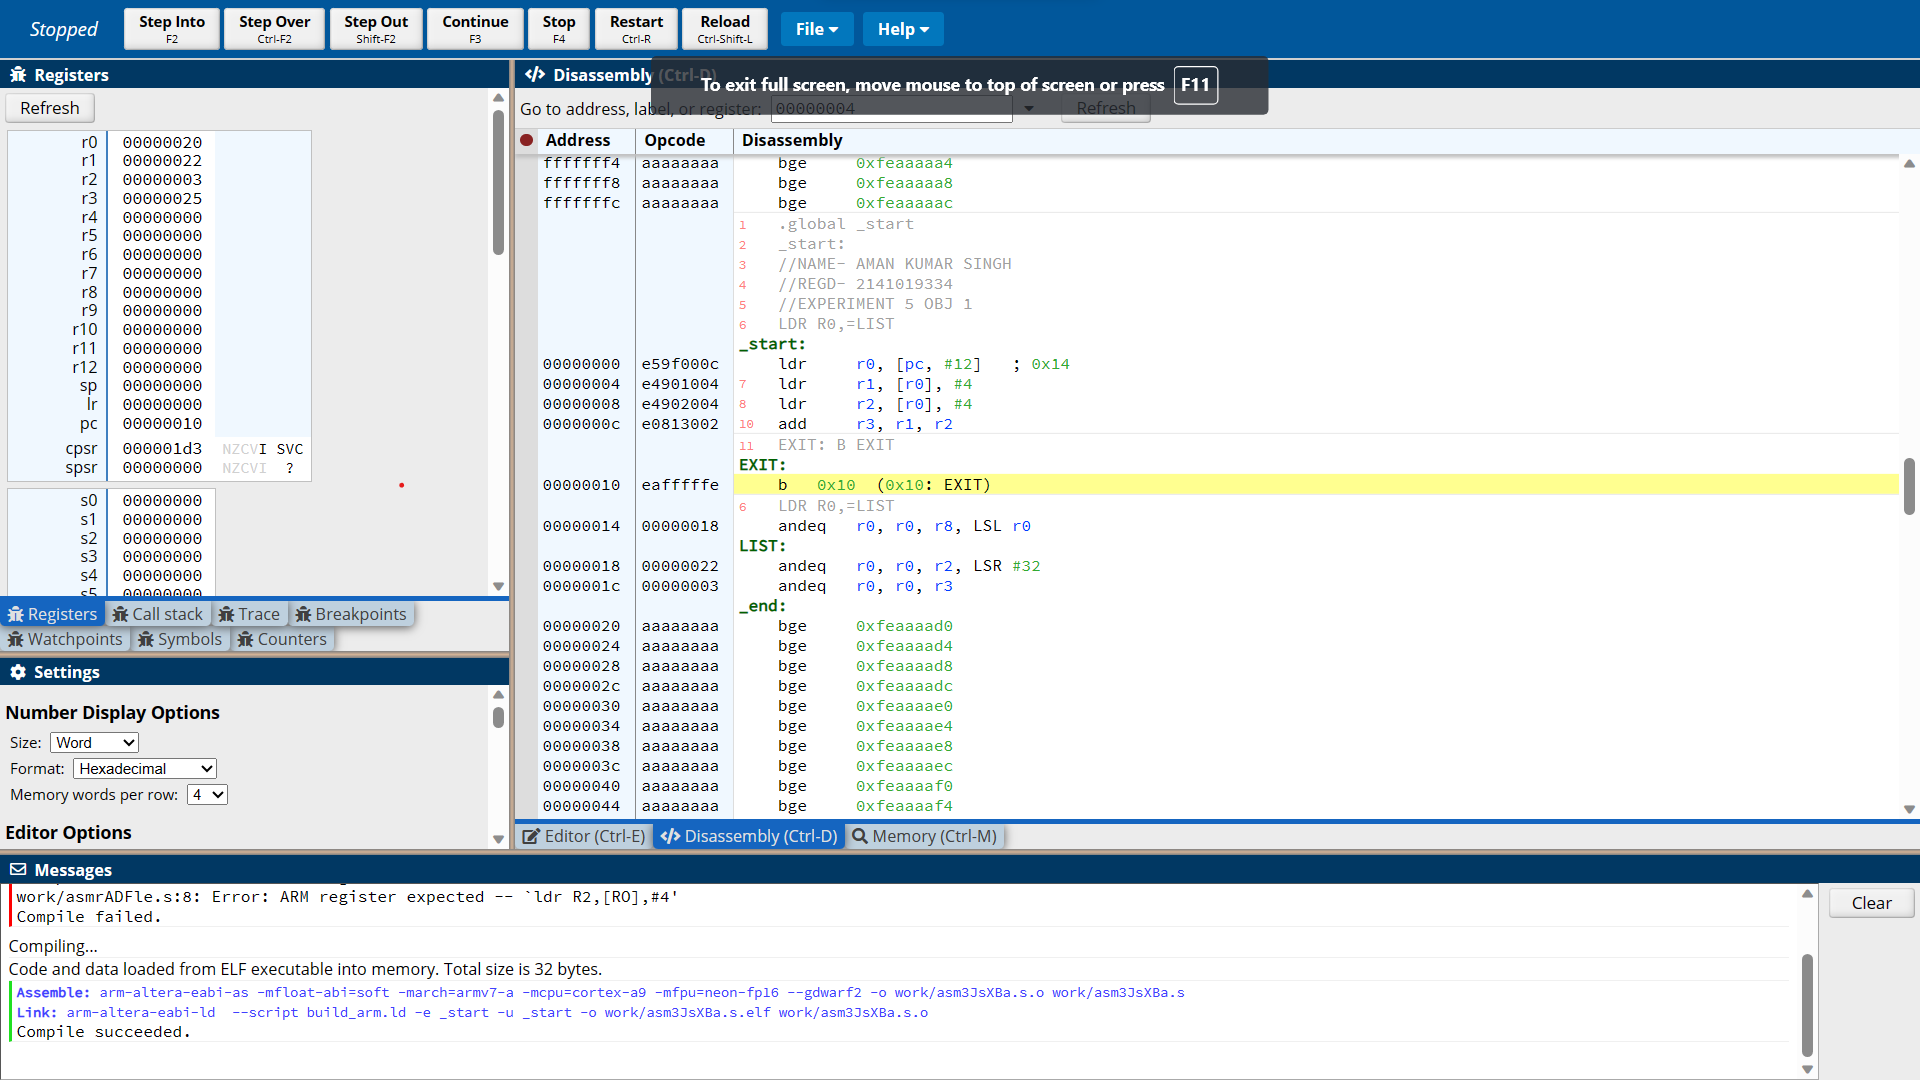 Stopped
Step Into
F2
Step Over
Ctrl-F2
Step Out
Shift-F2
Continue
F3
Stop
F4
Restart
Ctrl-R
Reload
Ctrl-Shift-L
File
Help
Registers
Refresh
r0 00000020
r1 00000022
r2 00000003
r3 00000025
r4 00000000
r5 00000000
r6 00000000
r7 00000000
r8 00000000
r9 00000000
r10 00000000
r11 00000000
r12 00000000
sp 00000000
lr 00000000
pc 00000010
cpsr 000001d3 NZCVI SVC
spsr 00000000 NZCVI ?
s0 00000000
s1 00000000
s2 00000000
s3 00000000
s4 00000000
s5 00000000
Registers Call stack Trace Breakpoints
Watchpoints Symbols Counters
Settings
Number Display Options
Size: Word
Format: Hexadecimal
Memory words per row: 4
Editor Options
Disassembly (Ctrl-D)
To exit full screen, move mouse to top of screen or press F11
Go to address, label, or register: 00000004 Refresh
Address Opcode Disassembly
fffffff4 aaaaaaaa bge 0xfeaaaaa4
fffffff8 aaaaaaaa bge 0xfeaaaaa8
fffffffc aaaaaaaa bge 0xfeaaaaac
1 .global _start
2 _start:
3 //NAME- AMAN KUMAR SINGH
4 //REGD- 2141019334
5 //EXPERIMENT 5 OBJ 1
6 LDR R0,=LIST
_start:
00000000 e59f000c ldr r0, [pc, #12] ; 0x14
00000004 e4901004 7 ldr r1, [r0], #4
00000008 e4902004 8 ldr r2, [r0], #4
0000000c e0813002 10 add r3, r1, r2
11 EXIT: B EXIT
EXIT:
00000010 eafffffe b 0x10 (0x10: EXIT)
6 LDR R0,=LIST
00000014 00000018 andeq r0, r0, r8, LSL r0
LIST:
00000018 00000022 andeq r0, r0, r2, LSR #32
0000001c 00000003 andeq r0, r0, r3
_end:
00000020 aaaaaaaa bge 0xfeaaaad0
00000024 aaaaaaaa bge 0xfeaaaad4
00000028 aaaaaaaa bge 0xfeaaaad8
0000002c aaaaaaaa bge 0xfeaaaadc
00000030 aaaaaaaa bge 0xfeaaaae0
00000034 aaaaaaaa bge 0xfeaaaae4
00000038 aaaaaaaa bge 0xfeaaaae8
0000003c aaaaaaaa bge 0xfeaaaaec
00000040 aaaaaaaa bge 0xfeaaaaf0
00000044 aaaaaaaa bge 0xfeaaaaf4
Editor (Ctrl-E) Disassembly (Ctrl-D) Memory (Ctrl-M)
Messages
Clear
work/asmrADFle.s:8: Error: ARM register expected -- `ldr R2,[RO],#4'
Compile failed.
Compiling...
Code and data loaded from ELF executable into memory. Total size is 32 bytes.
Assemble: arm-altera-eabi-as -mfloat-abi=soft -march=armv7-a -mcpu=cortex-a9 -mfpu=neon-fp16 --gdwarf2 -o work/asm3JsXBa.s.o work/asm3JsXBa.s
Link: arm-altera-eabi-ld --script build_arm.ld -e _start -u _start -o work/asm3JsXBa.s.elf work/asm3JsXBa.s.o
Compile succeeded.